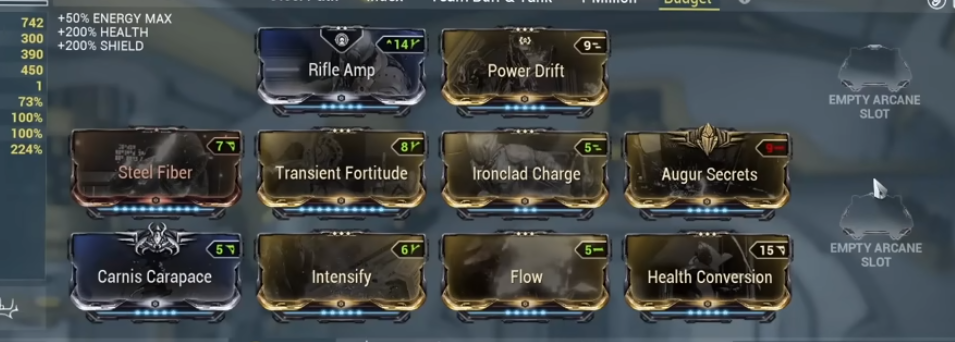 Budget
742
300
390
450
1
73%
100%
100%
224%
+50% ENERGY MAX
+200% HEALTH
+200% SHIELD
14
Rifle Amp
9
Power Drift
EMPTY ARCANE
SLOT
7
Steel Fiber
8
Transient Fortitude
5
Ironclad Charge
9
Augur Secrets
EMPTY ARCANE
SLOT
5
Carnis Carapace
6
Intensify
5
Flow
15
Health Conversion